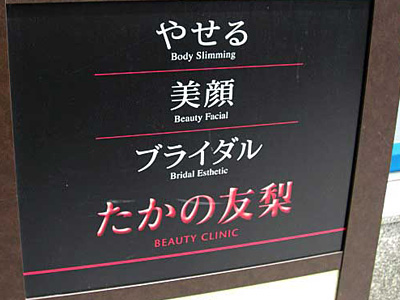 やせる
Body Slimming
美顔
Beauty Facial
ブライダル
Bridal Esthetic
たかの友梨
BEAUTY CLINIC